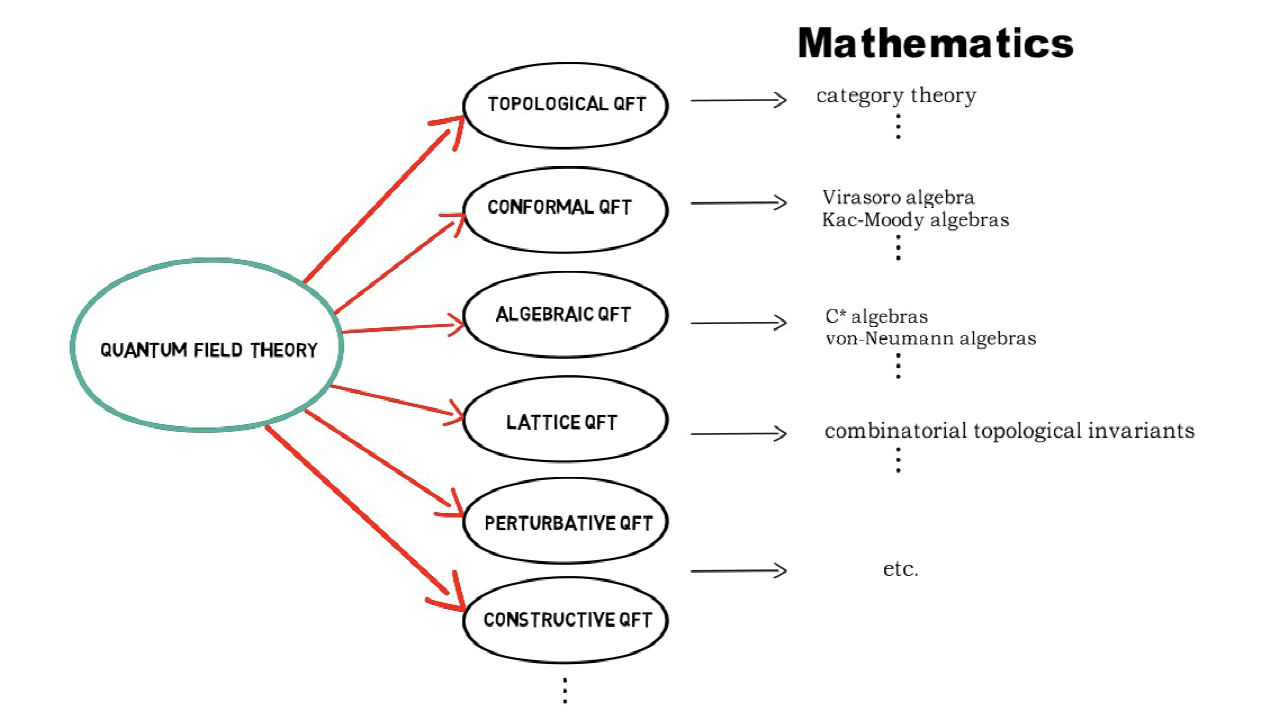 Mathematics
TOPOLOGICAL QFT
category theory
CONFORMAL QFT
Virasoro algebra
Kac-Moody algebras
ALGEBRAIC QFT
C* algebras
von-Neumann algebras
QUANTUM FIELD THEORY
LATTICE QFT
combinatorial topological invariants
PERTURBATIVE QFT
etc.
CONSTRUCTIVE QFT